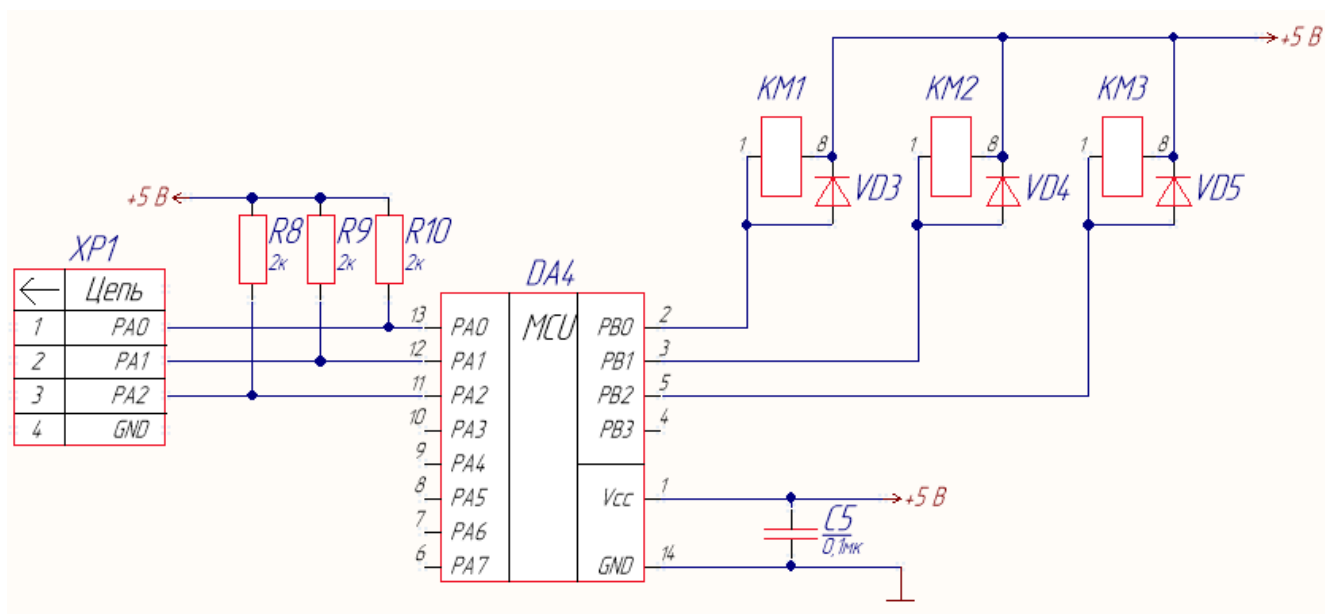 +5 В
KM1 KM2 KM3
1 8 1 8 1 8
VD3 VD4 VD5
+5 В
R8 R9 R10
2к 2к 2к
XP1
Цепь
1 PA0
2 PA1
3 PA2
4 GND
DA4
MCU
13 PA0 PB0 2
12 PA1 PB1 3
11 PA2 PB2 5
10 PA3 PB3 4
9 PA4
8 PA5 Vcc 1
7 PA6
6 PA7 GND 14
+5 В
C5
0,1мк